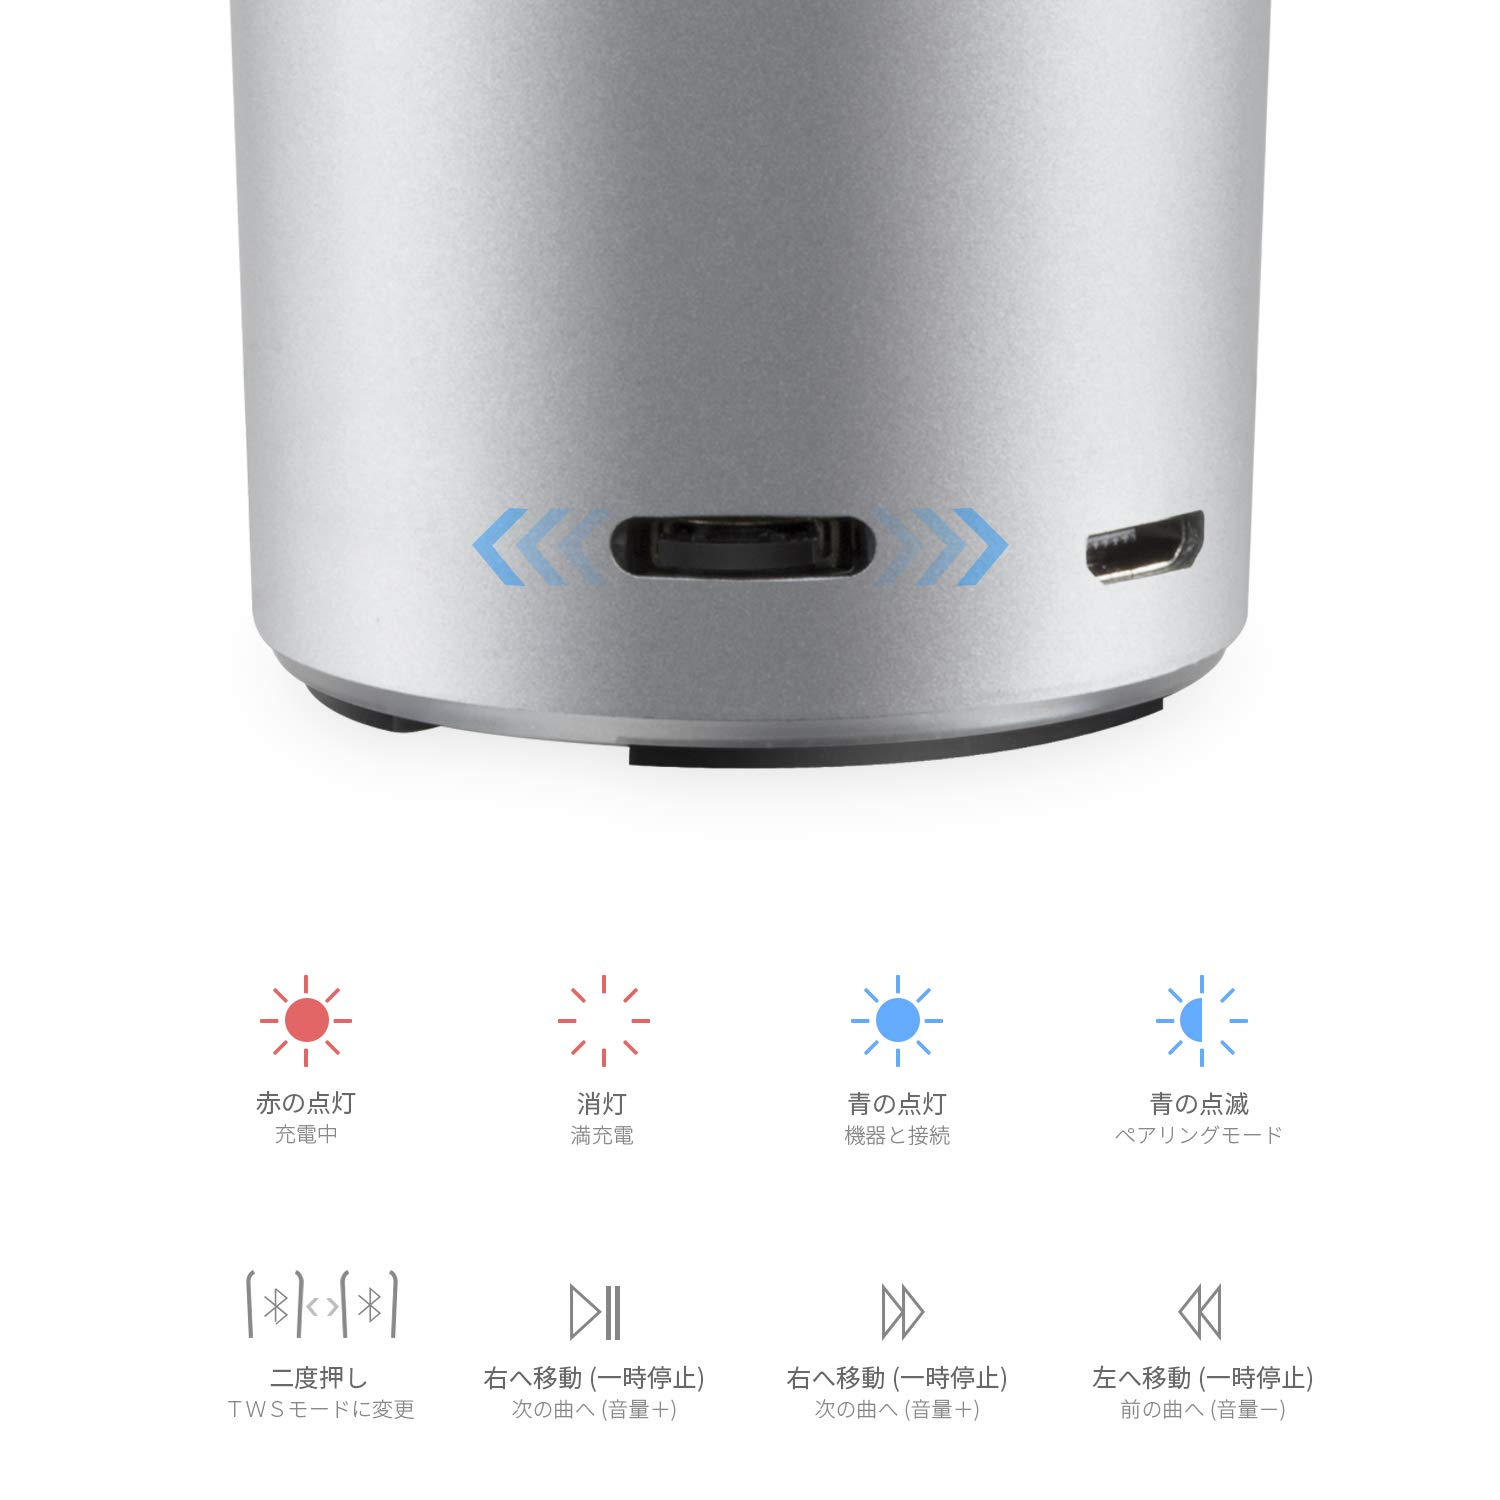 赤の点灯
充電中
消灯
満充電
青の点灯
機器と接続
青の点滅
ペアリングモード
二度押し
ＴＷＳモードに変更
右へ移動 (一時停止)
次の曲へ (音量＋)
右へ移動 (一時停止)
次の曲へ (音量＋)
左へ移動 (一時停止)
前の曲へ (音量ー)